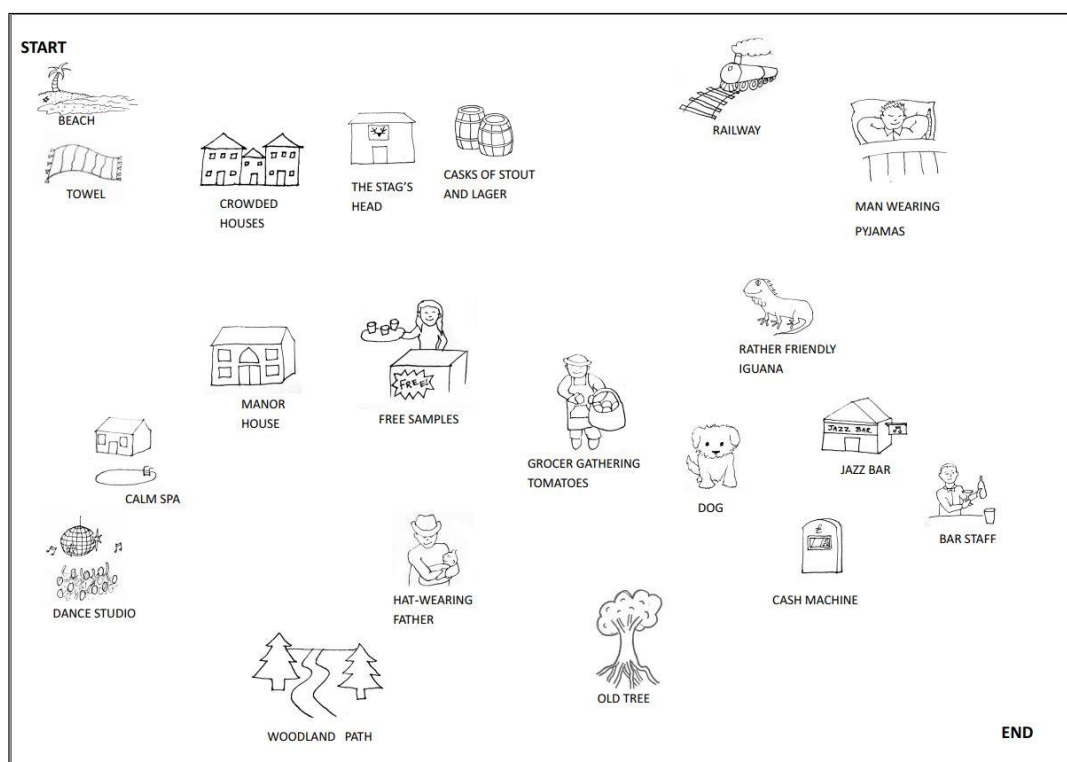 START
BEACH
TOWEL
CROWDED
HOUSES
THE STAG'S
HEAD
CASKS OF STOUT
AND LAGER
RAILWAY
MAN WEARING
PYJAMAS
MANOR
HOUSE
FREE
FREE SAMPLES
GROCER GATHERING
TOMATOES
RATHER FRIENDLY
IGUANA
DOG
JAZZ BAR
JAZZ BAR
CALM SPA
BAR STAFF
£
CASH MACHINE
DANCE STUDIO
HAT-WEARING
FATHER
OLD TREE
WOODLAND PATH
END